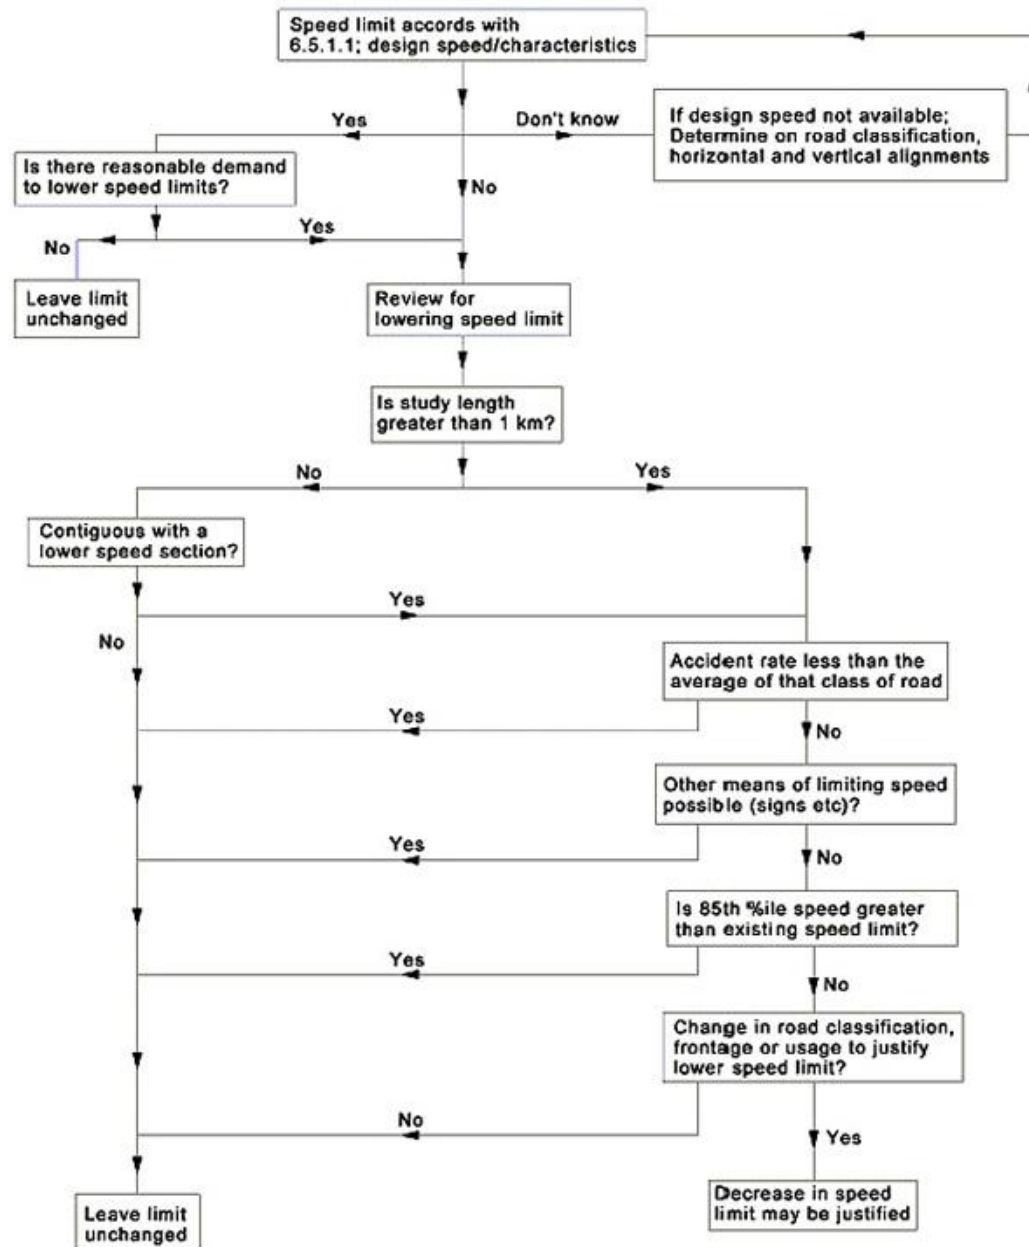 Speed limit accords with
6.5.1.1; design speed/characteristics
Yes
Don't know
If design speed not available;
Determine on road classification,
horizontal and vertical alignments
Is there reasonable demand
to lower speed limits?
No
Yes
No
Leave limit
unchanged
Review for
lowering speed limit
Is study length
greater than 1 km?
No
Yes
Contiguous with a
lower speed section?
Yes
No
Accident rate less than the
average of that class of road
Yes
No
Other means of limiting speed
possible (signs etc)?
Yes
No
Is 85th %ile speed greater
than existing speed limit?
Yes
No
Change in road classification,
frontage or usage to justify
lower speed limit?
No
Yes
Decrease in speed
limit may be justified
Leave limit
unchanged